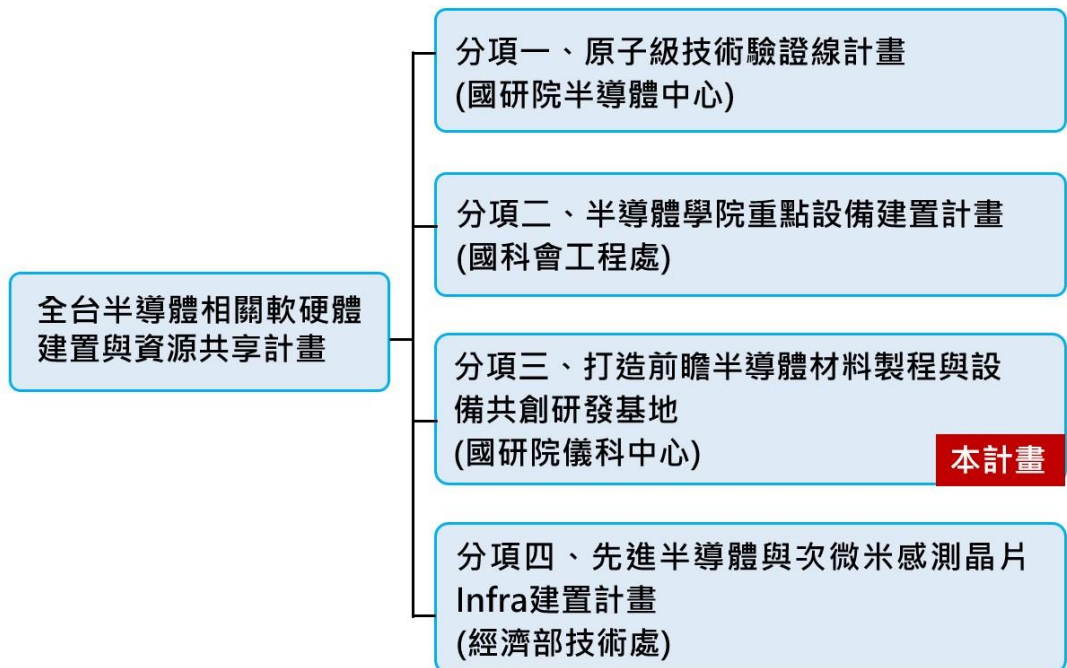 分項一、原子級技術驗證線計畫
(國研院半導體中心)
分項二、半導體學院重點設備建置計畫
(國科會工程處)
全台半導體相關軟硬體
建置與資源共享計畫
分項三、打造前瞻半導體材料製程與設
備共創研發基地
(國研院儀科中心)
本計畫
分項四、先進半導體與次微米感測晶片
Infra建置計畫
(經濟部技術處)